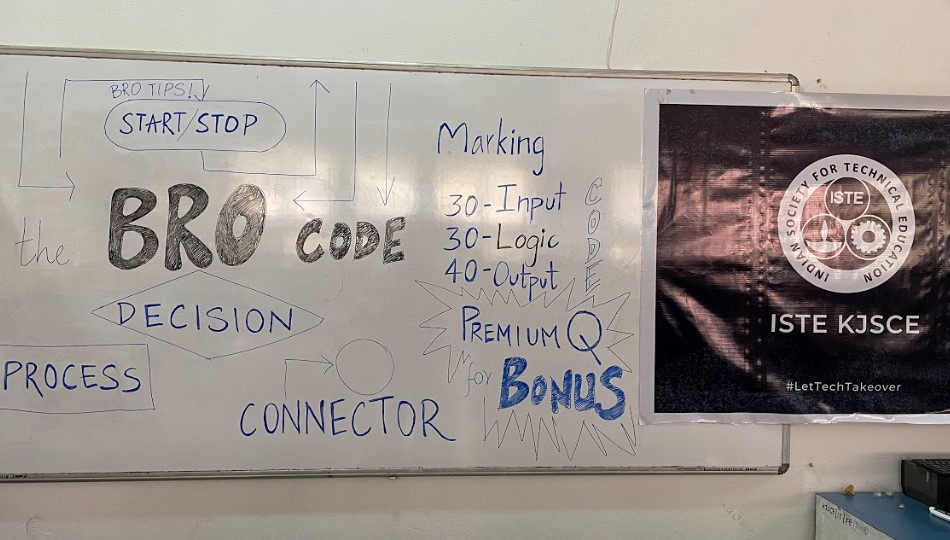 BRO TIPS!
START/STOP
the BRO CODE
DECISION
PROCESS
CONNECTOR
Marking
30-Input
30-Logic
40-Output
CODE
PREMIUM Q
for BONUS
INDIAN SOCIETY FOR TECHNICAL EDUCATION
ISTE
ISTE KJSCE
#LetTechTakeover